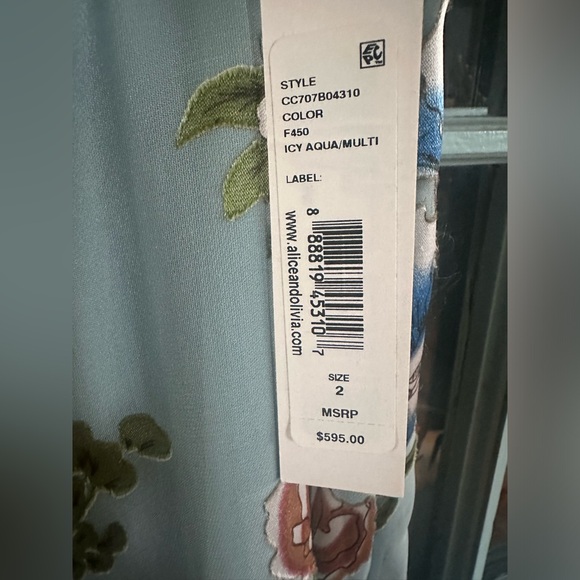 EPC
STYLE
CC707B04310
COLOR
F450
ICY AQUA/MULTI
LABEL:
8 88819 45310 7
www.aliceandolivia.com
SIZE
2
MSRP
$595.00